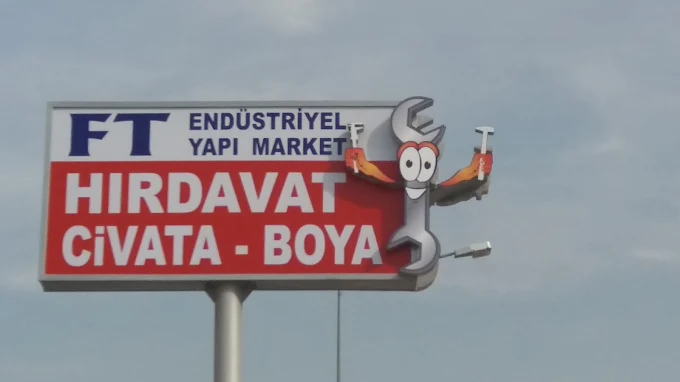 FT
ENDÜSTRİYEL
YAPI MARKET
HIRDAVAT
CiVATA - BOYA